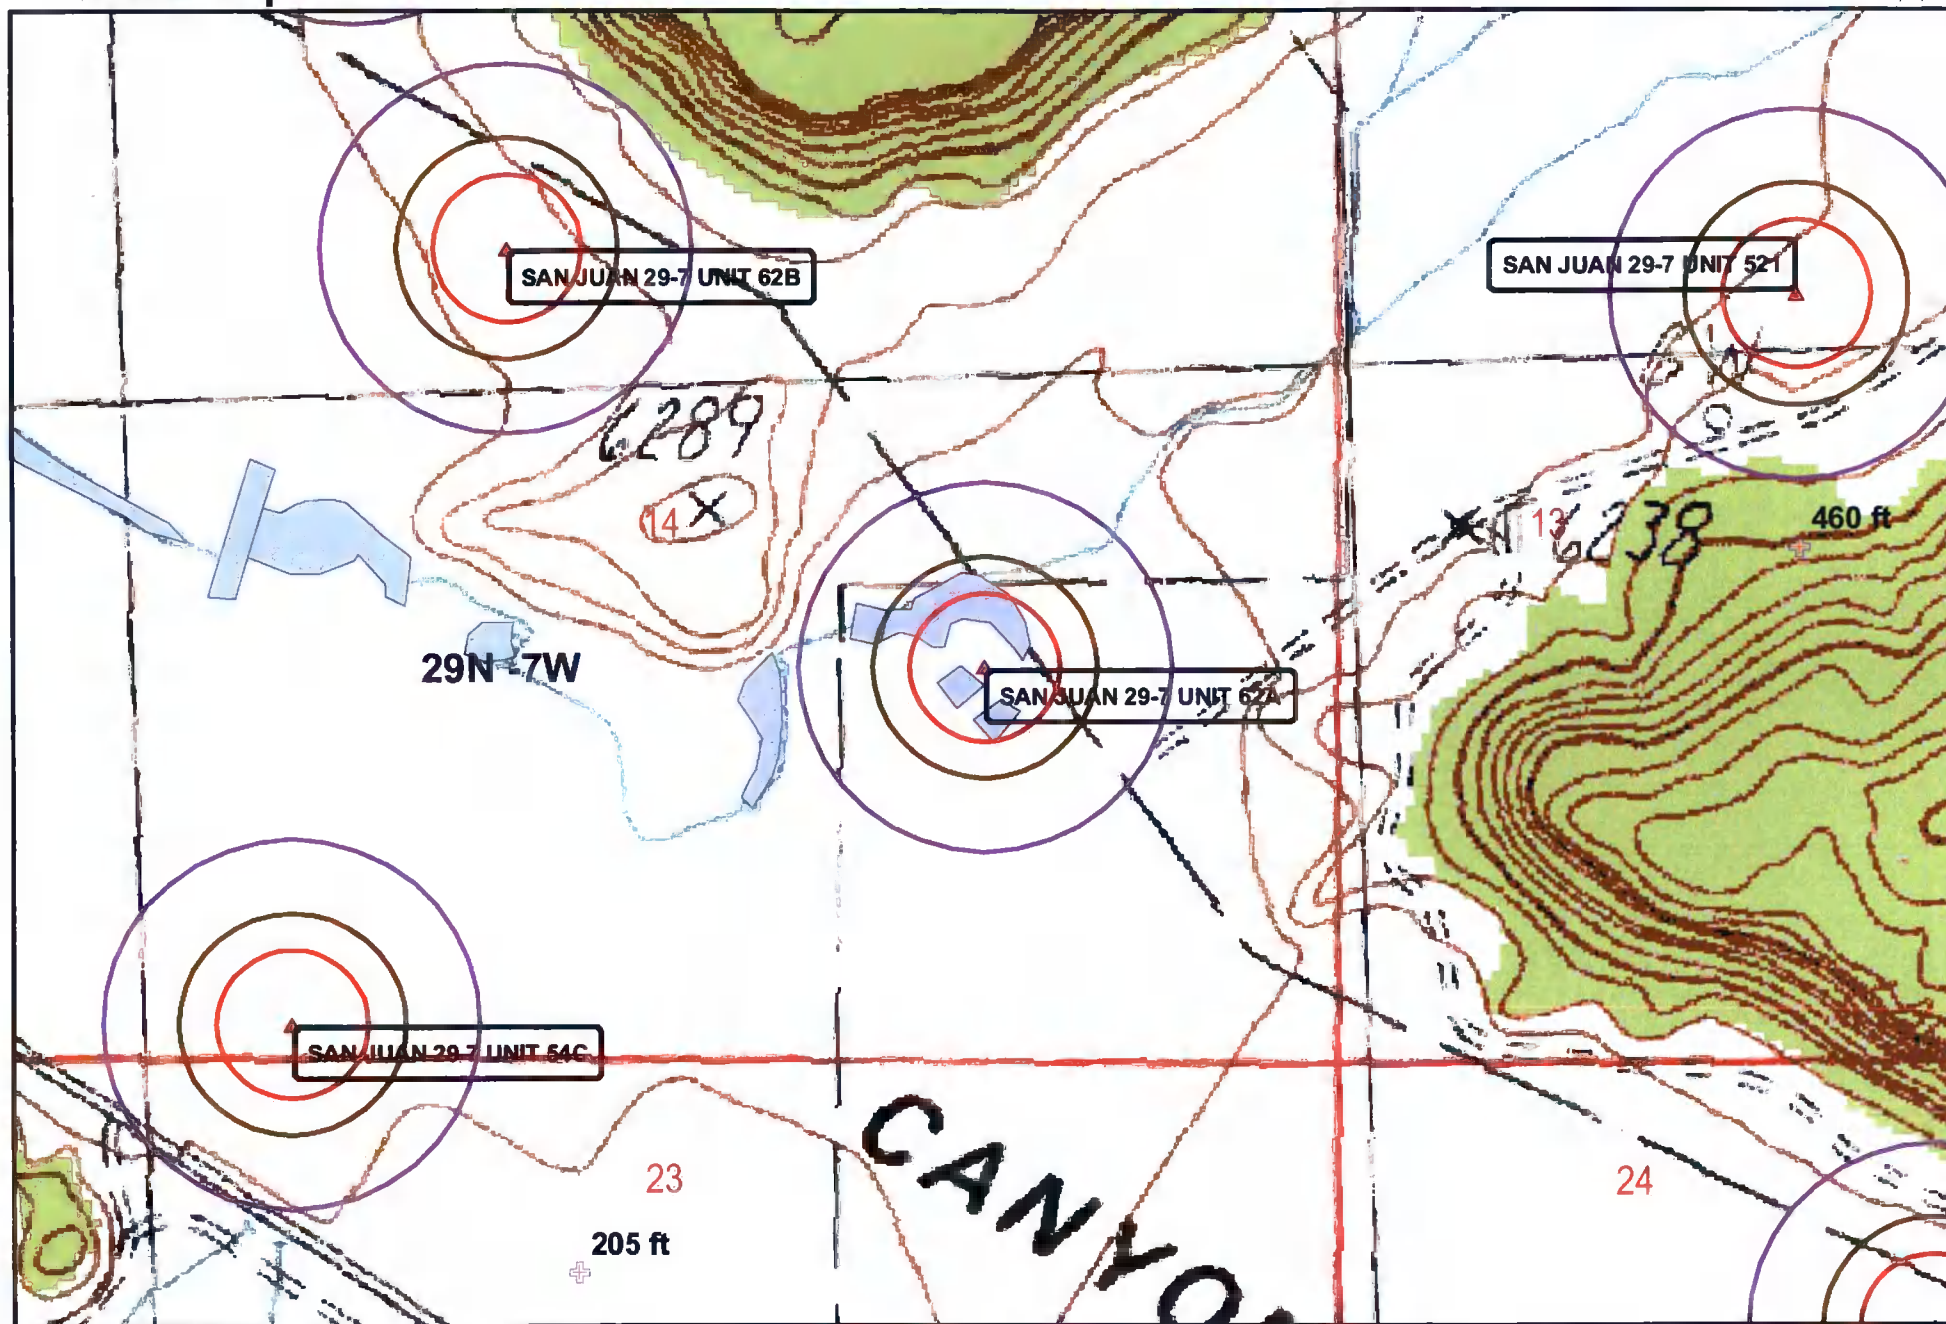 SAN JUAN 29-7 UNIT 62B
SAN JUAN 29-7 UNIT 521
6289
14
13
6238
460 ft
29N -7W
SAN JUAN 29-7 UNIT 62A
SAN JUAN 29-7 UNIT 54C
23
24
205 ft
CANYO